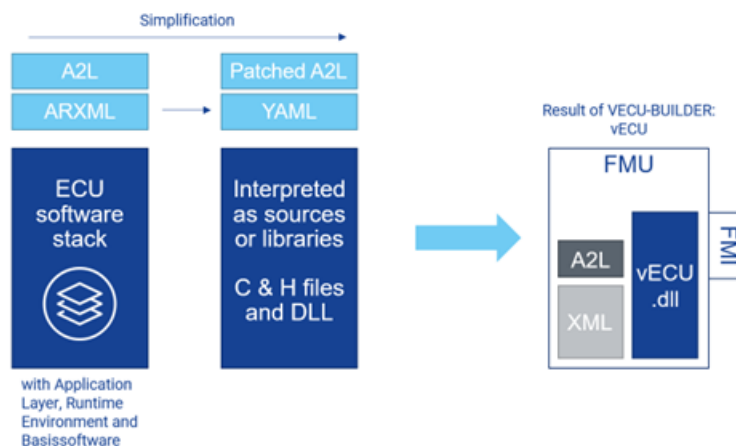 Simplification
A2L
ARXML
Patched A2L
YAML
ECU
software
stack
with Application
Layer, Runtime
Environment and
Basissoftware
Interpreted
as sources
or libraries
C & H files
and DLL
Result of VECU-BUILDER:
vECU
FMU
A2L
XML
vECU
.dll
FMI